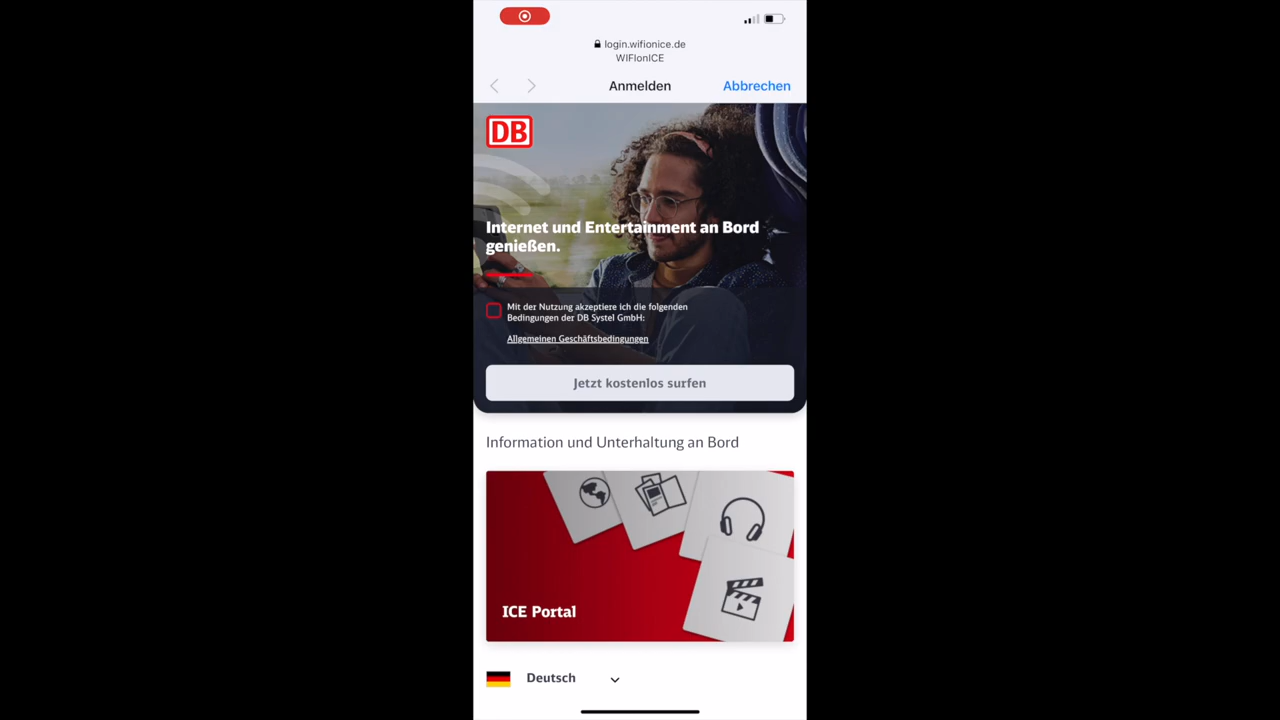 login.wifionice.de
WIFIonICE
Anmelden
Abbrechen
DB
Internet und Entertainment an Bord
genießen.
Mit der Nutzung akzeptiere ich die folgenden
Bedingungen der DB Systel GmbH:
Allgemeinen Geschäftsbedingungen
Jetzt kostenlos surfen
Information und Unterhaltung an Bord
ICE Portal
Deutsch